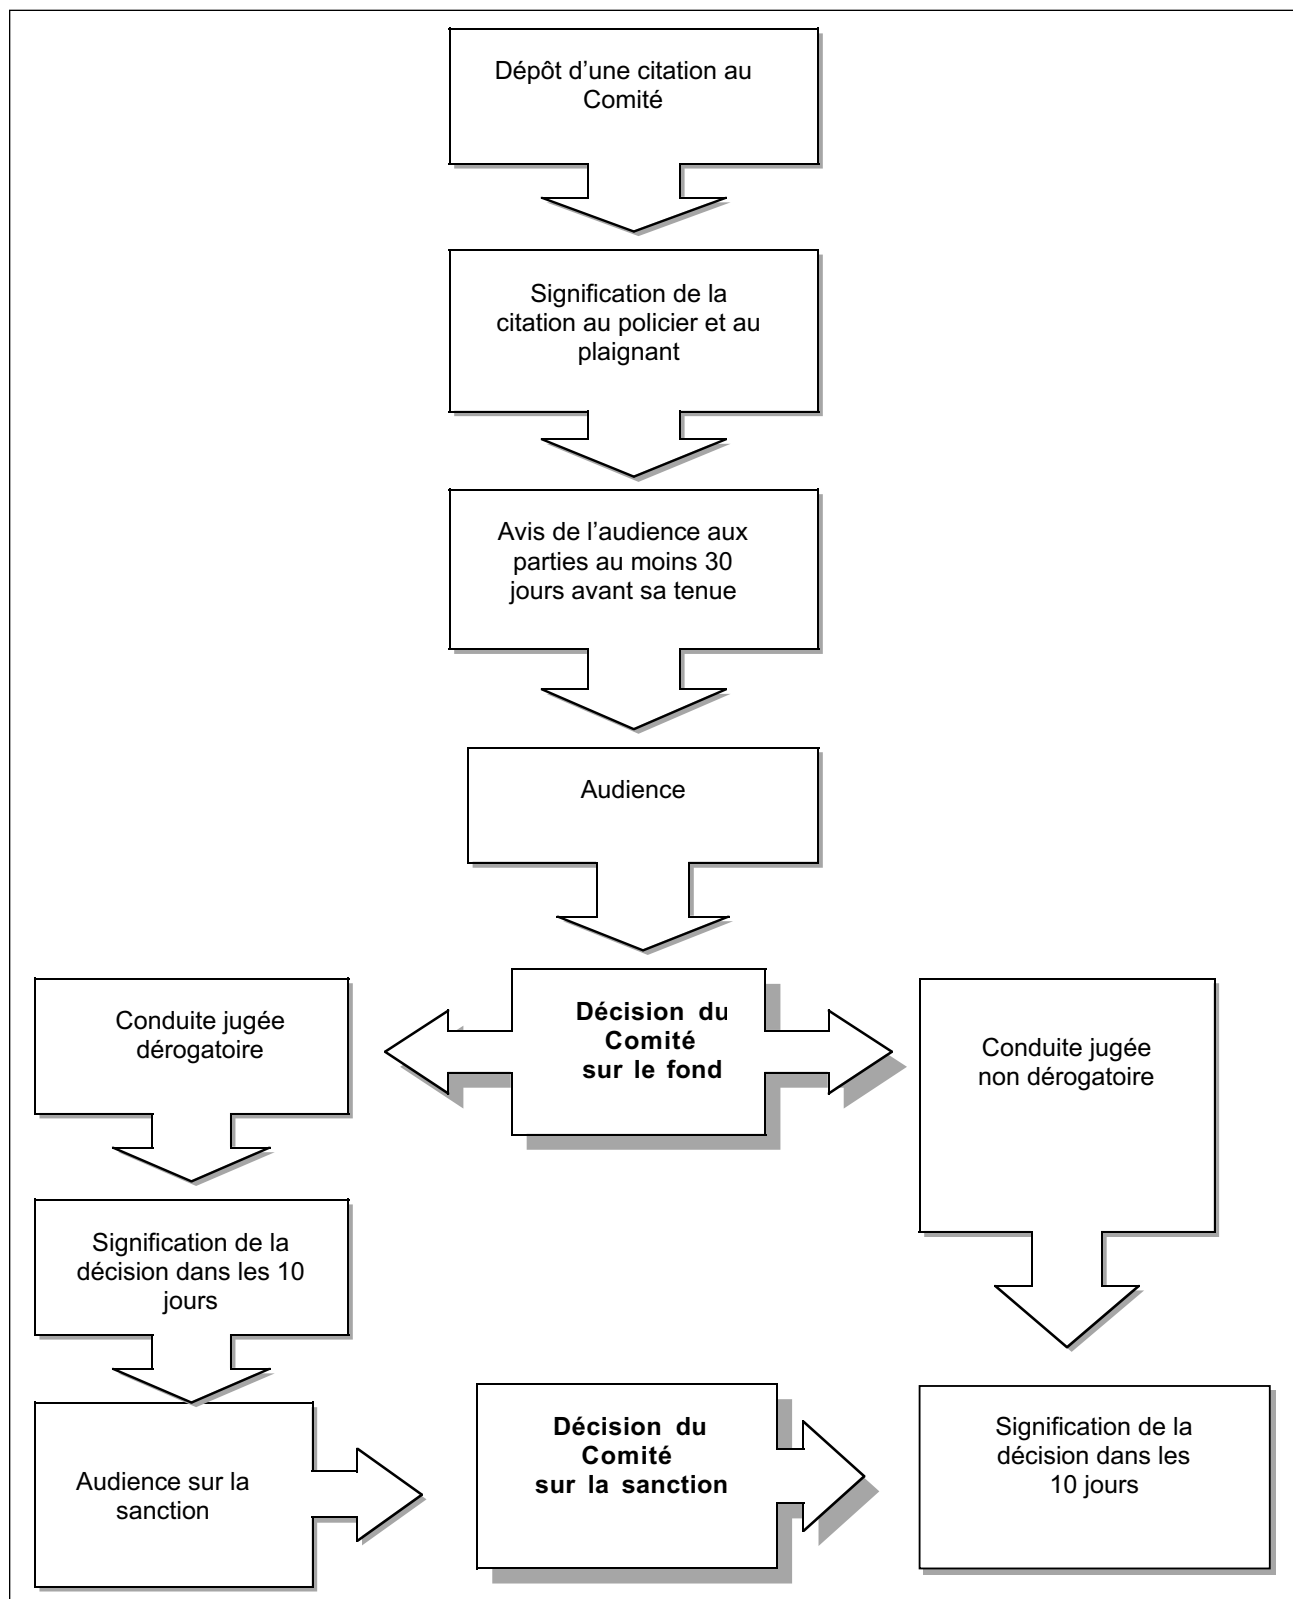 Dépôt d’une citation au
Comité
Signification de la
citation au policier et au
plaignant
Avis de l’audience aux
parties au moins 30
jours avant sa tenue
Audience
Décision du
Comité
sur le fond
Conduite jugée
dérogatoire
Conduite jugée
non dérogatoire
Signification de la
décision dans les 10
jours
Audience sur la
sanction
Décision du
Comité
sur la sanction
Signification de la
décision dans les
10 jours